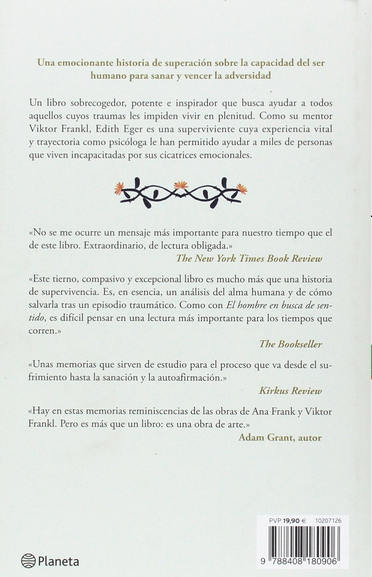 Una emocionante historia de superación sobre la capacidad del ser
humano para sanar y vencer la adversidad
Un libro sobrecogedor, potente e inspirador que busca ayudar a todos
aquellos cuyos traumas les impiden vivir en plenitud. Como su mentor
Viktor Frankl, Edith Eger es una superviviente cuya experiencia vital
y trayectoria como psicóloga le han permitido ayudar a miles de personas
que viven incapacitadas por sus cicatrices emocionales.
«No se me ocurre un mensaje más importante para nuestro tiempo que el
de este libro. Extraordinario, de lectura obligada.»
The New York Times Book Review
«Este tierno, compasivo y excepcional libro es mucho más que una historia
de supervivencia. Es, en esencia, un análisis del alma humana y de cómo
salvarla tras un episodio traumático. Como con El hombre en busca de sen-
tido, es difícil pensar en una lectura más importante para los tiempos que
corren.»
The Bookseller
«Unas memorias que sirven de estudio para el proceso que va desde el su-
frimiento hasta la sanación y la autoafirmación.»
Kirkus Review
«Hay en estas memorias reminiscencias de las obras de Ana Frank y Viktor
Frankl. Pero es más que un libro: es una obra de arte.»
Adam Grant, autor
PVP 19,90 € 10207126
9 788408 180906
Planeta